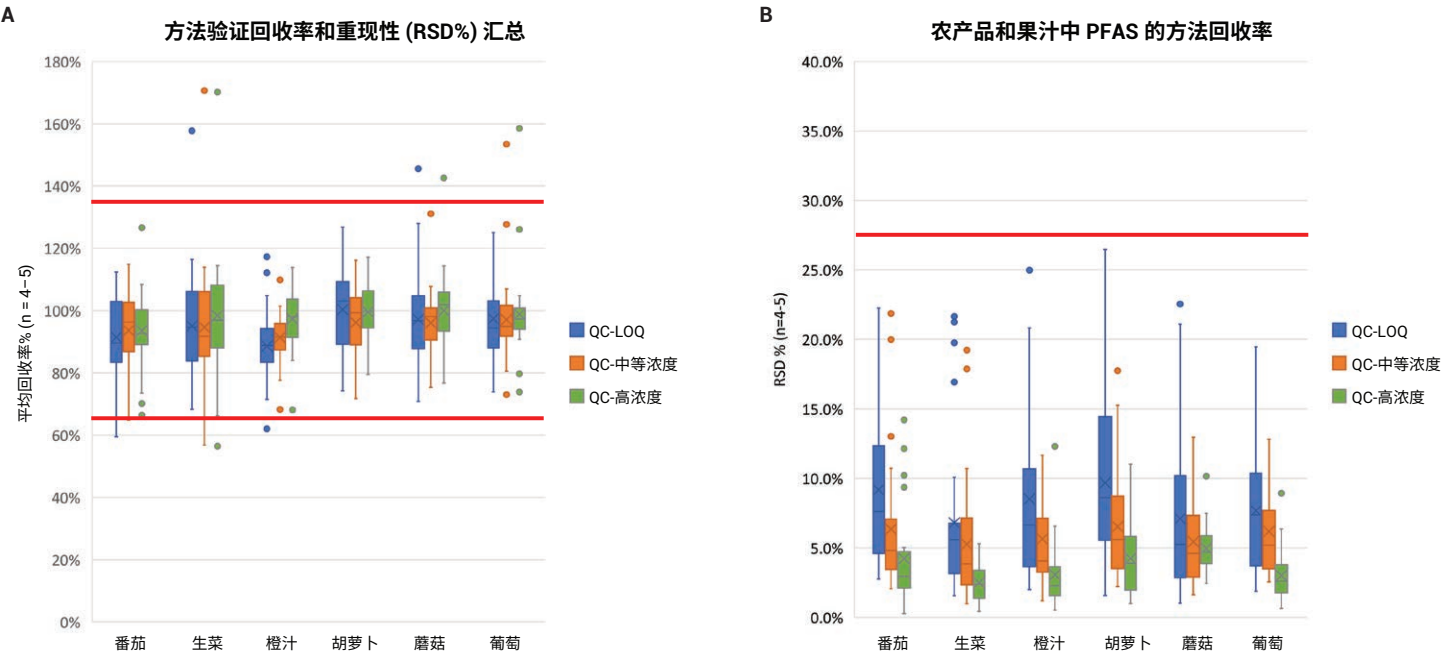 A
方法验证回收率和重现性 (RSD%) 汇总
180%
160%
140%
120%
100%
80%
60%
40%
20%
0%
平均回收率% (n = 4–5)
番茄
生菜
橙汁
胡萝卜
蘑菇
葡萄
QC-LOQ
QC-中等浓度
QC-高浓度
B
农产品和果汁中 PFAS 的方法回收率
40.0%
35.0%
30.0%
25.0%
20.0%
15.0%
10.0%
5.0%
0.0%
RSD % (n=4-5)
番茄
生菜
橙汁
胡萝卜
蘑菇
葡萄
QC-LOQ
QC-中等浓度
QC-高浓度